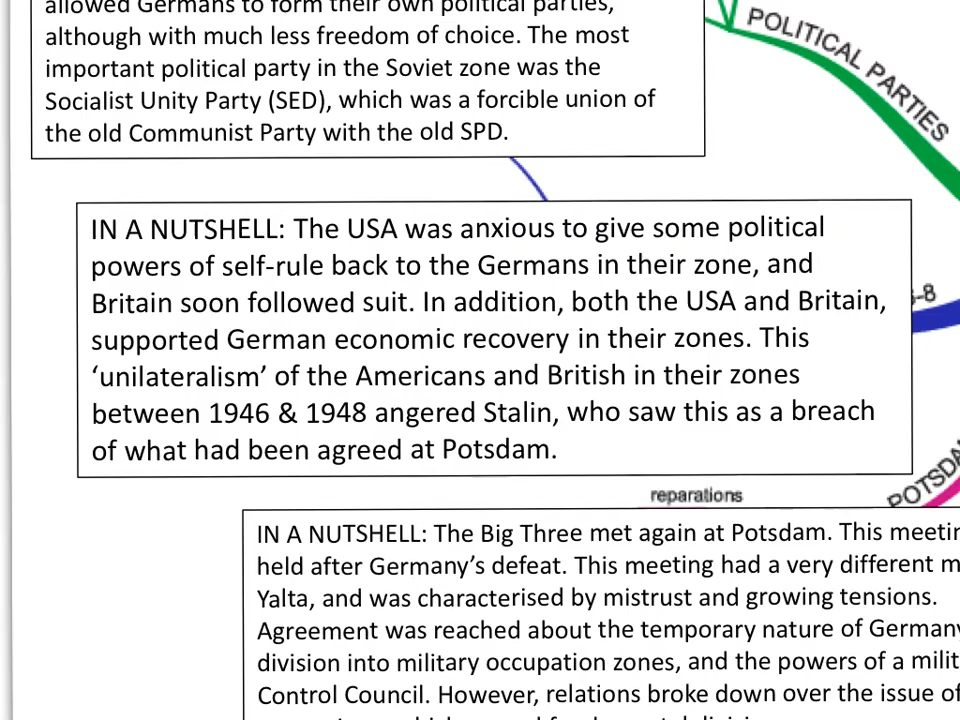 allowed Germans to form their own political parties,
although with much less freedom of choice. The most
important political party in the Soviet zone was the
Socialist Unity Party (SED), which was a forcible union of
the old Communist Party with the old SPD.
POLITICAL PARTIES
IN A NUTSHELL: The USA was anxious to give some political
powers of self-rule back to the Germans in their zone, and
Britain soon followed suit. In addition, both the USA and Britain,
supported German economic recovery in their zones. This
‘unilateralism’ of the Americans and British in their zones
between 1946 & 1948 angered Stalin, who saw this as a breach
of what had been agreed at Potsdam.
-8
reparations
POTSDA
IN A NUTSHELL: The Big Three met again at Potsdam. This meetin
held after Germany’s defeat. This meeting had a very different m
Yalta, and was characterised by mistrust and growing tensions.
Agreement was reached about the temporary nature of Germany
division into military occupation zones, and the powers of a milit
Control Council. However, relations broke down over the issue of